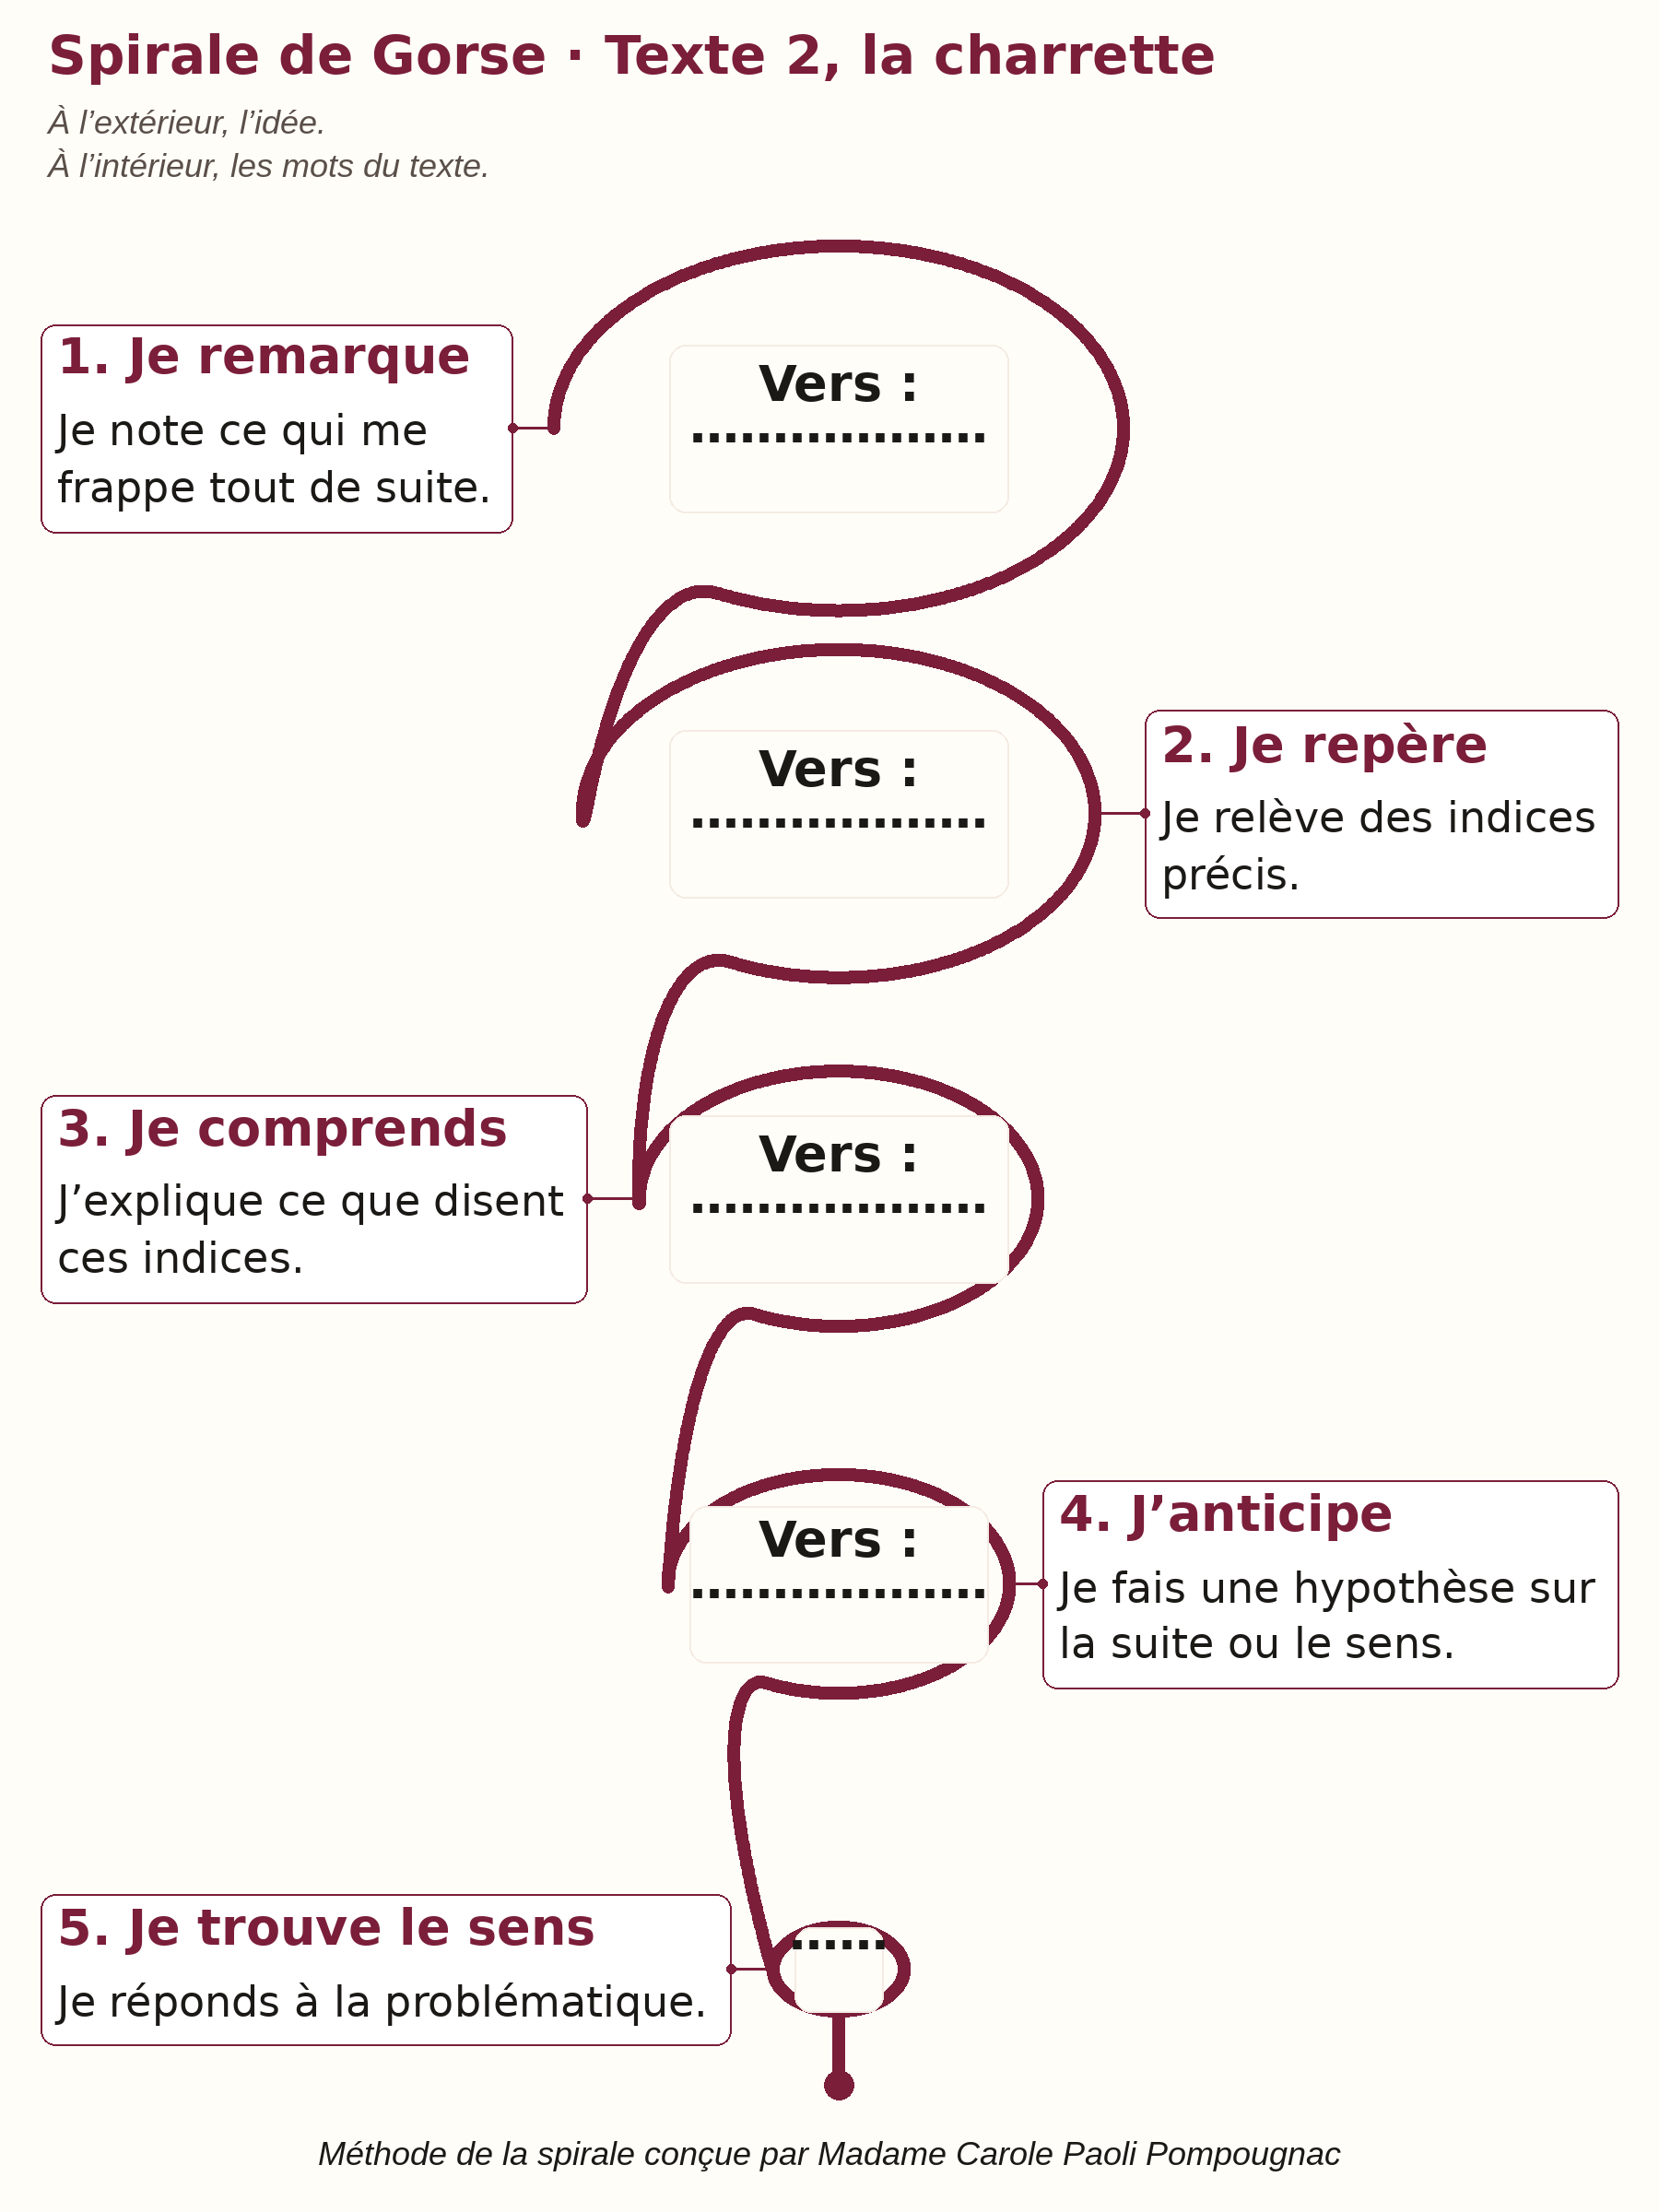 Spirale de Gorse · Texte 2, la charrette
À l’extérieur, l’idée.
À l’intérieur, les mots du texte.
1. Je remarque
Je note ce qui me
frappe tout de suite.
Vers :
..................
2. Je repère
Je relève des indices
précis.
Vers :
..................
3. Je comprends
J’explique ce que disent
ces indices.
Vers :
..................
4. J’anticipe
Je fais une hypothèse sur
la suite ou le sens.
Vers :
..................
5. Je trouve le sens
Je réponds à la problématique.
......
Méthode de la spirale conçue par Madame Carole Paoli Pompougnac